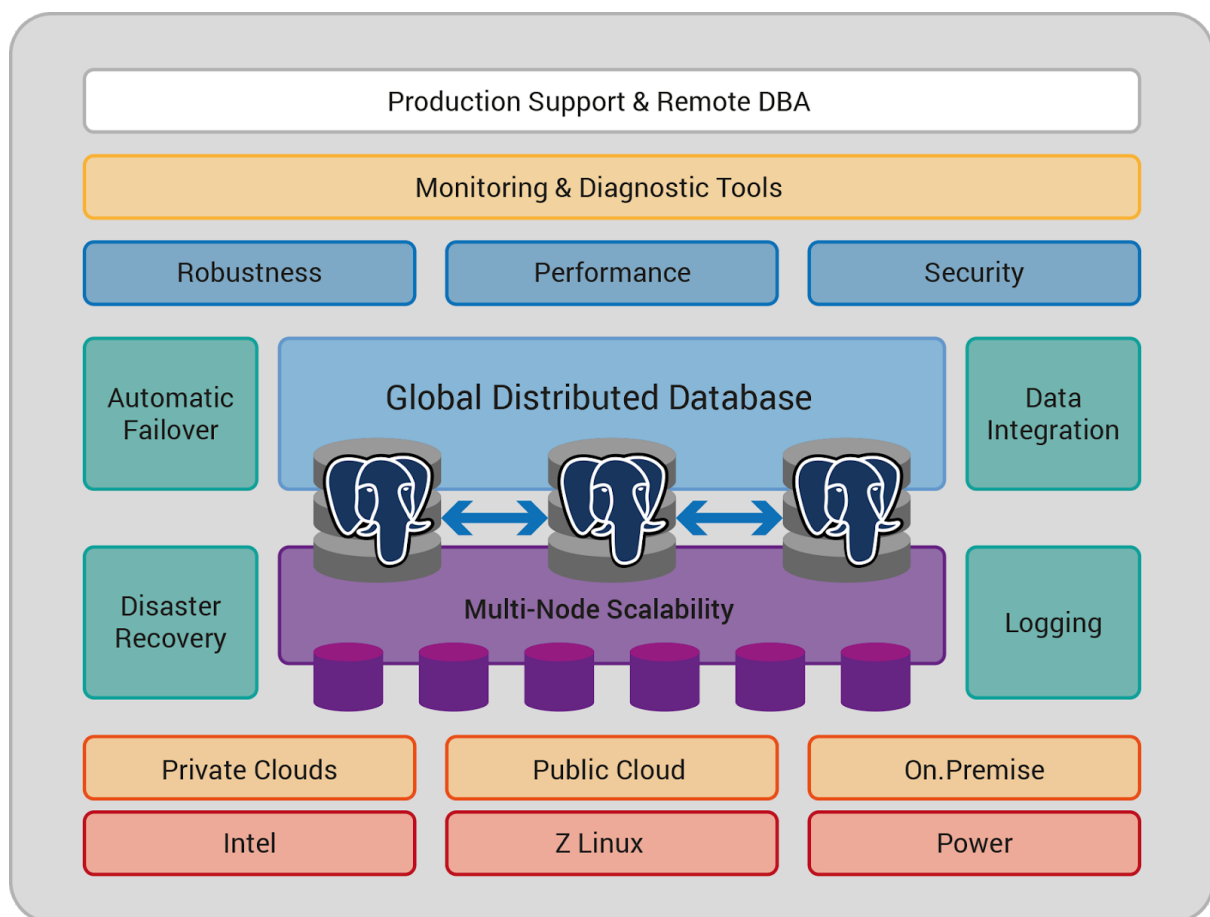 Production Support & Remote DBA
Monitoring & Diagnostic Tools
Robustness
Performance
Security
Automatic
Failover
Global Distributed Database
Data
Integration
Disaster
Recovery
Multi-Node Scalability
Logging
Private Clouds
Public Cloud
On.Premise
Intel
Z Linux
Power